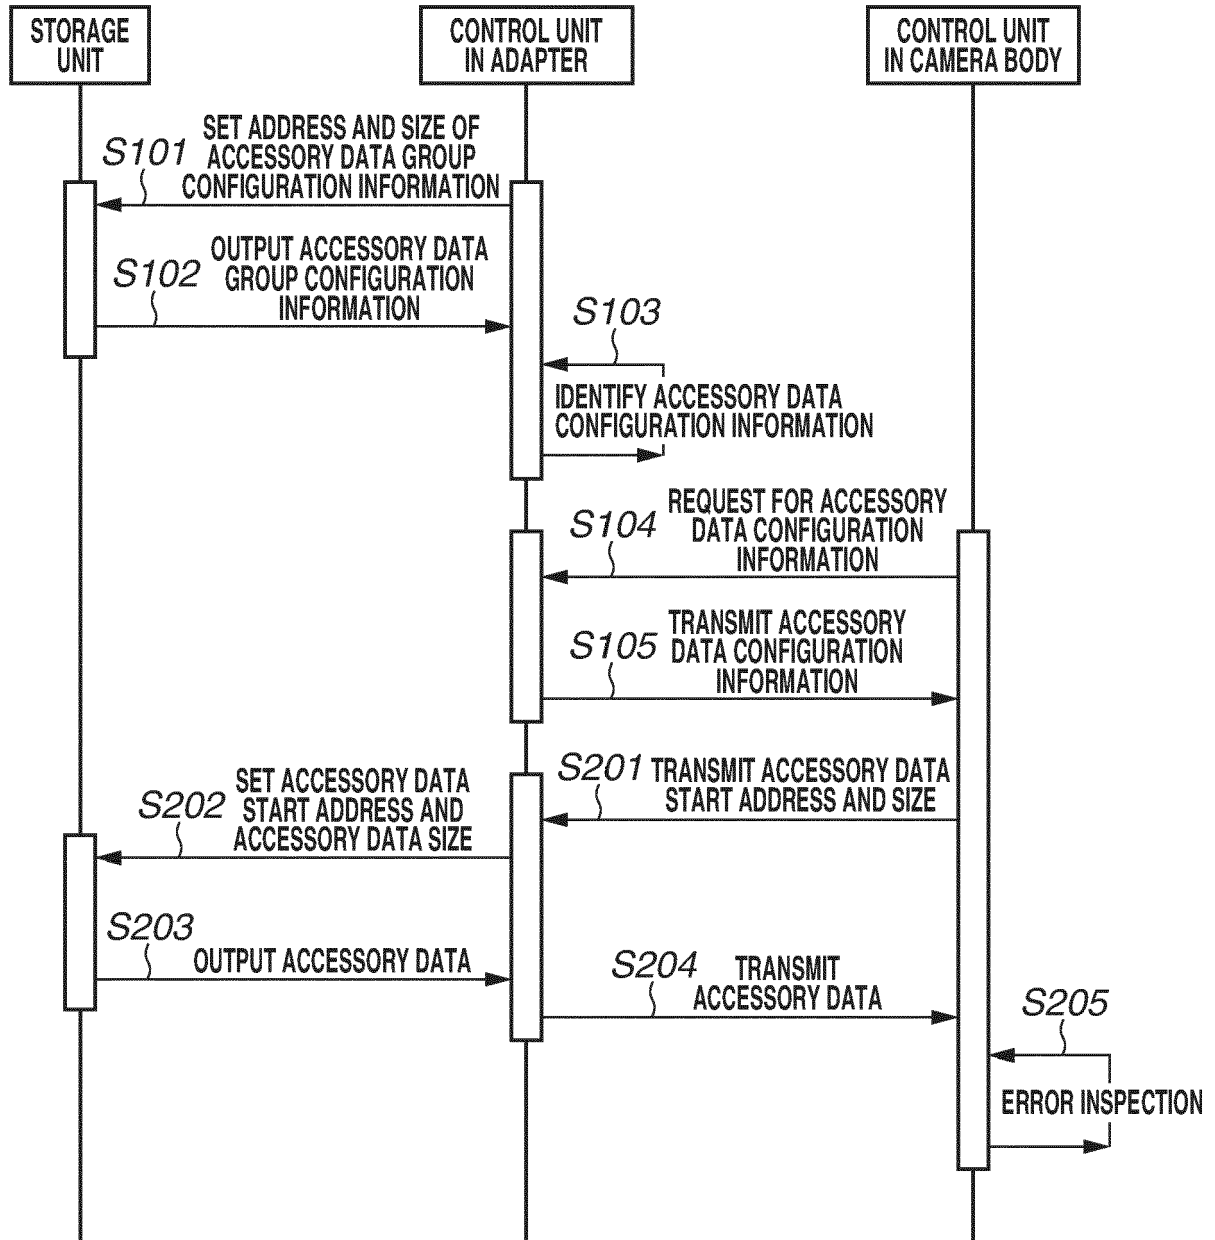 STORAGE
UNIT
CONTROL UNIT
IN ADAPTER
CONTROL UNIT
IN CAMERA BODY
S101
SET ADDRESS AND SIZE OF
ACCESSORY DATA GROUP
CONFIGURATION INFORMATION
S102
OUTPUT ACCESSORY DATA
GROUP CONFIGURATION
INFORMATION
S103
IDENTIFY ACCESSORY DATA
CONFIGURATION INFORMATION
S104
REQUEST FOR ACCESSORY
DATA CONFIGURATION
INFORMATION
S105
TRANSMIT ACCESSORY
DATA CONFIGURATION
INFORMATION
S201
TRANSMIT ACCESSORY DATA
START ADDRESS AND SIZE
S202
SET ACCESSORY DATA
START ADDRESS AND
ACCESSORY DATA SIZE
S203
OUTPUT ACCESSORY DATA
S204
TRANSMIT
ACCESSORY DATA
S205
ERROR INSPECTION